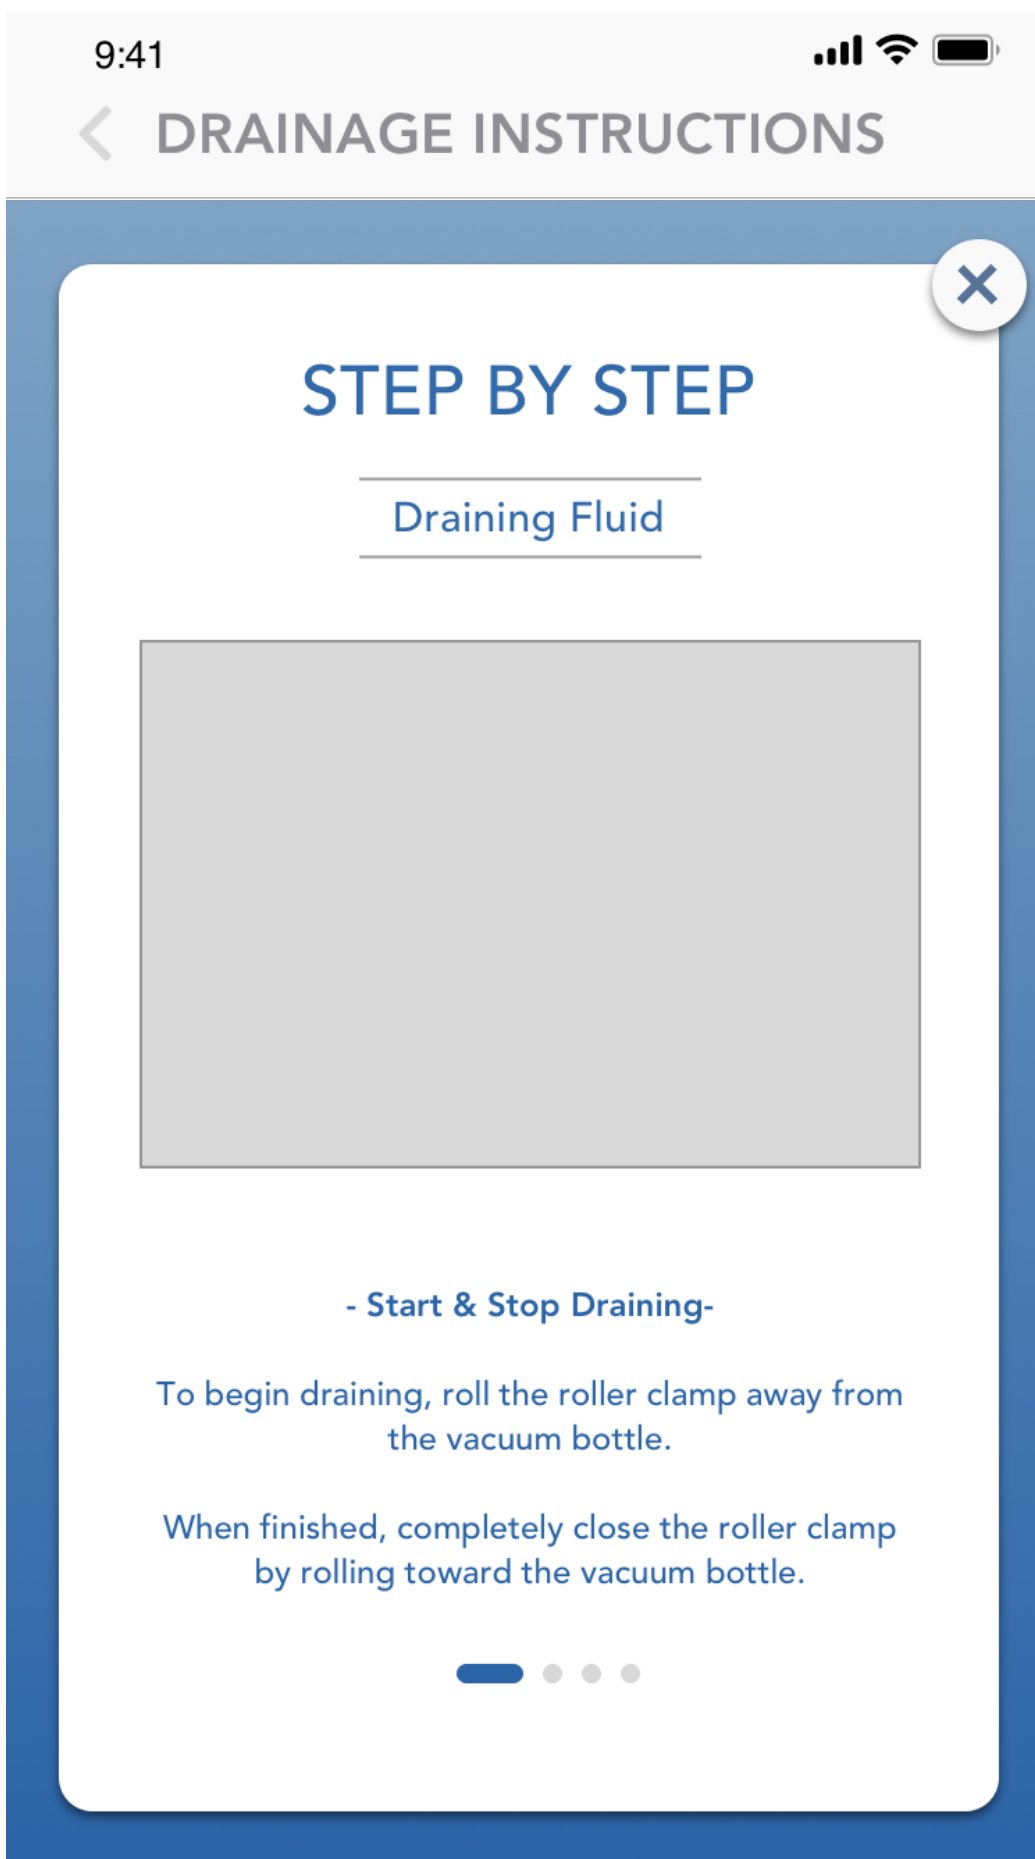 9:41
DRAINAGE INSTRUCTIONS
STEP BY STEP
Draining Fluid
- Start & Stop Draining-
To begin draining, roll the roller clamp away from
the vacuum bottle.
When finished, completely close the roller clamp
by rolling toward the vacuum bottle.